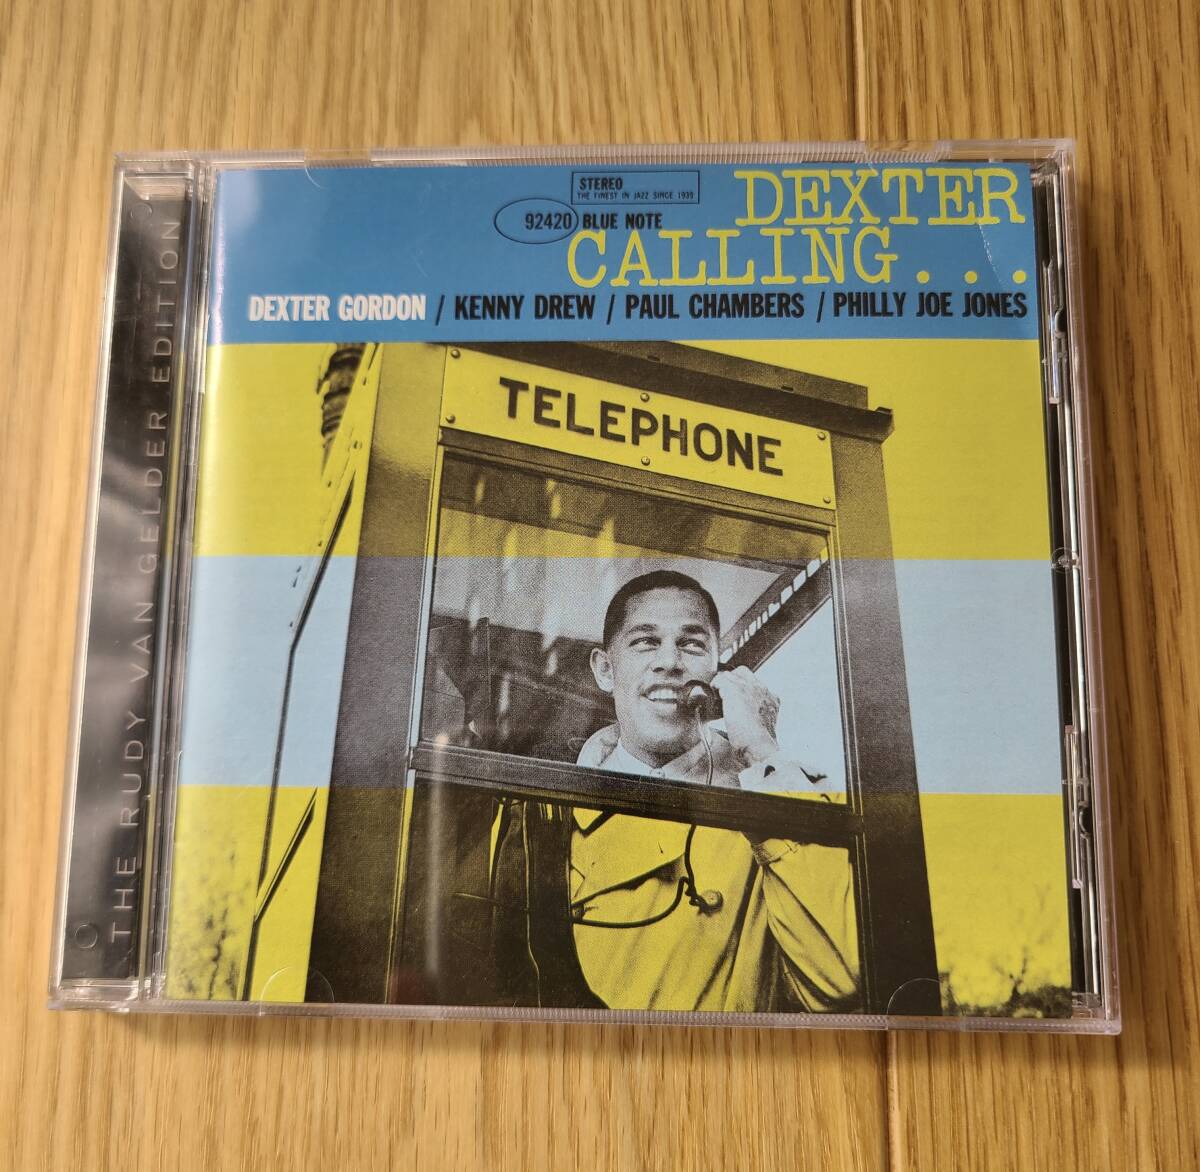 STEREO
THE FINEST IN JAZZ SINCE 1939
92420 BLUE NOTE
DEXTER
CALLING...
DEXTER GORDON / KENNY DREW / PAUL CHAMBERS / PHILLY JOE JONES
TELEPHONE
THE RUDY VAN GELDER EDITION